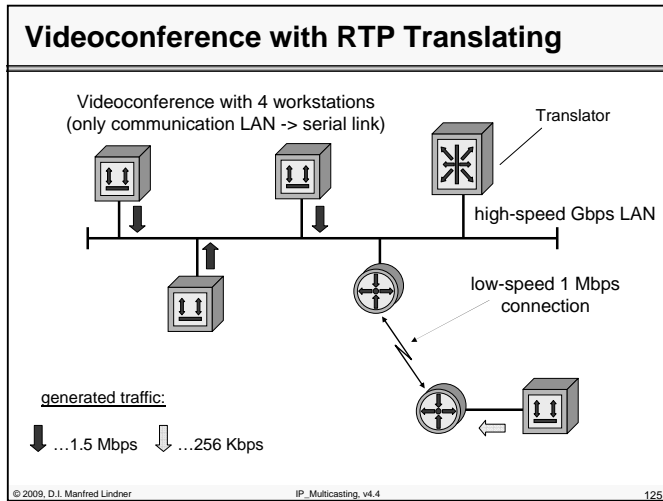 Videoconference with RTP Translating
Videoconference with 4 workstations
(only communication LAN -> serial link)
Translator
high-speed Gbps LAN
low-speed 1 Mbps
connection
generated traffic:
...1.5 Mbps ...256 Kbps
© 2009, D.I. Manfred Lindner IP_Multicasting, v4.4 125